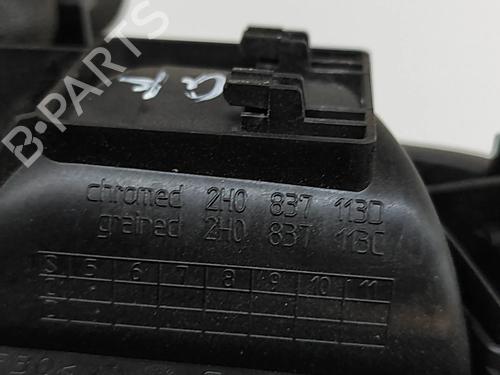 B-PARTS
chromed 2H0 837 113D
grained 2H0 837 113C
S 5 6 7 8 9 10 11